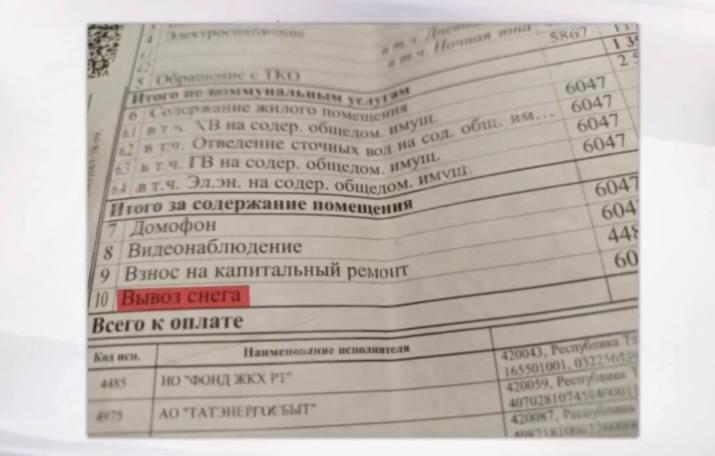 4 Электроснабжение в т.ч. Дневная
в т.ч. Ночная зона 5867
5 Обращение с ТКО
Итого по коммунальным услугам
6 Содержание жилого помещения 6047
6.1 в т.ч. ХВ на содер. общедом. имущ. 6047
6.2 в т.ч. Отведение сточных вод на сод. общ. им... 6047
6.3 в т.ч. ГВ на содер. общедом. имущ. 6047
6.4 в т.ч. Эл.эн. на содер. общедом. имущ.
Итого за содержание помещения
7 Домофон 6047
8 Видеонаблюдение 604
9 Взнос на капитальный ремонт 448
10 Вывоз снега 60
Всего к оплате
Код исп. Наименование исполнителя
4485 НО "ФОНД ЖКХ РТ" 420043, Республика Т
165501001,
4975 АО "ТАТЭНЕРГОСБЫТ" 420059, Республика Т
420087, Республика